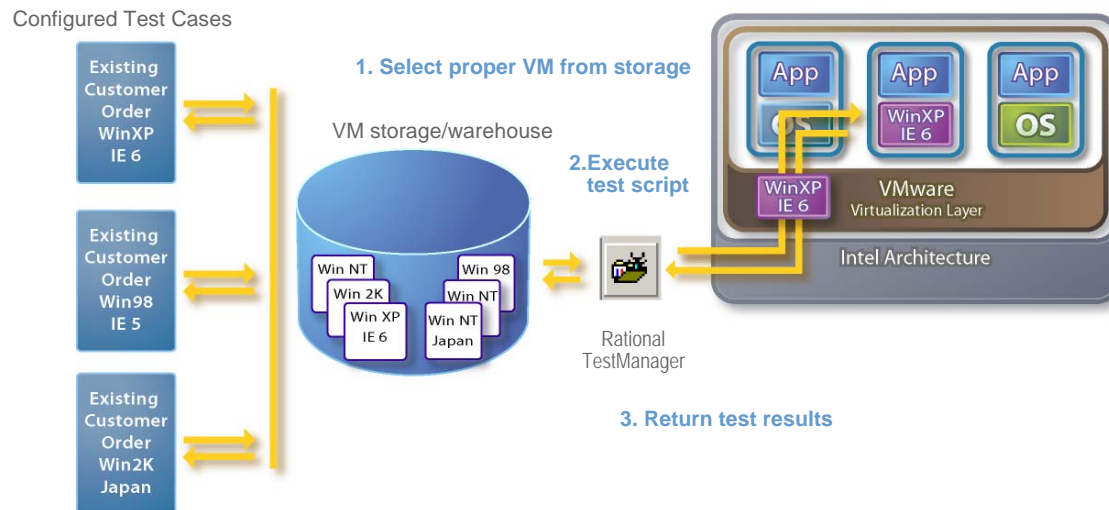 Configured Test Cases
Existing
Customer
Order
WinXP
IE 6
Existing
Customer
Order
Win98
IE 5
Existing
Customer
Order
Win2K
Japan
1. Select proper VM from storage
VM storage/warehouse
2.Execute
test script
Win NT
Win 2K
Win XP
IE 6
Win 98
Win NT
Win NT
Japan
Rational
TestManager
3. Return test results
App
OS
App
WinXP
IE 6
App
OS
WinXP
IE 6
VMware
Virtualization Layer
Intel Architecture